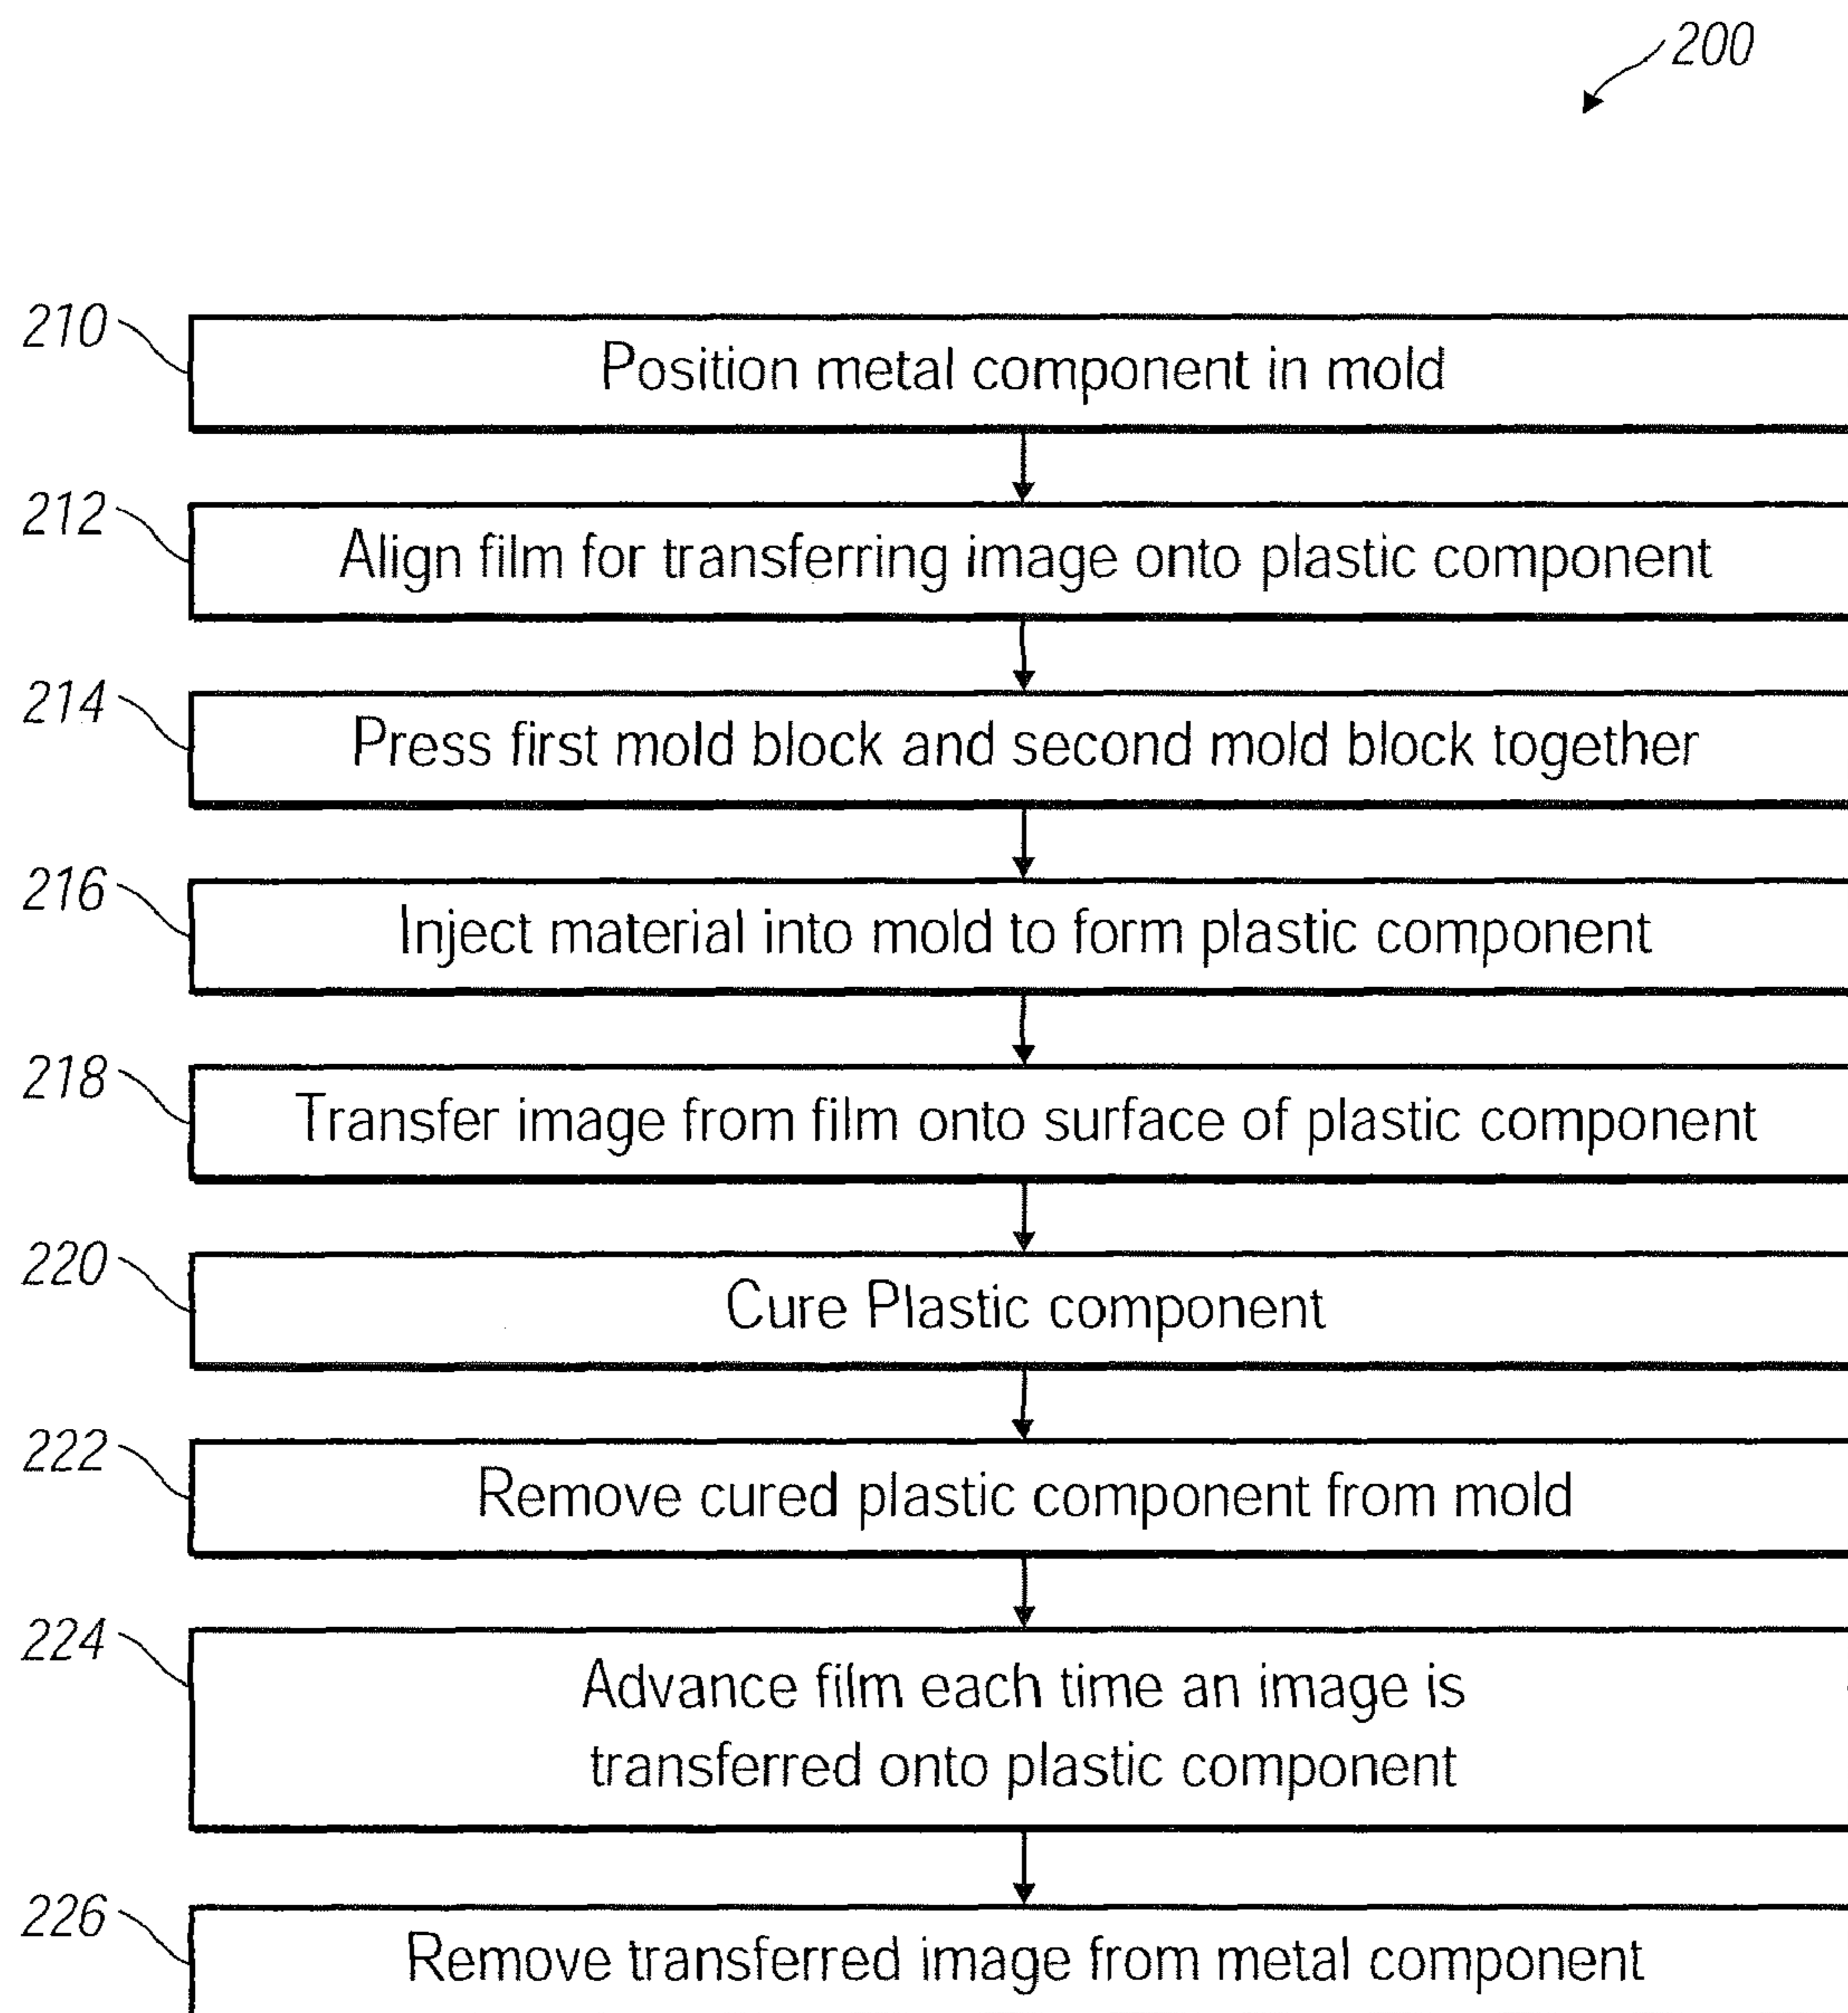 200
210
Position metal component in mold
212
Align film for transferring image onto plastic component
214
Press first mold block and second mold block together
216
Inject material into mold to form plastic component
218
Transfer image from film onto surface of plastic component
220
Cure Plastic component
222
Remove cured plastic component from mold
224
Advance film each time an image is
transferred onto plastic component
226
Remove transferred image from metal component